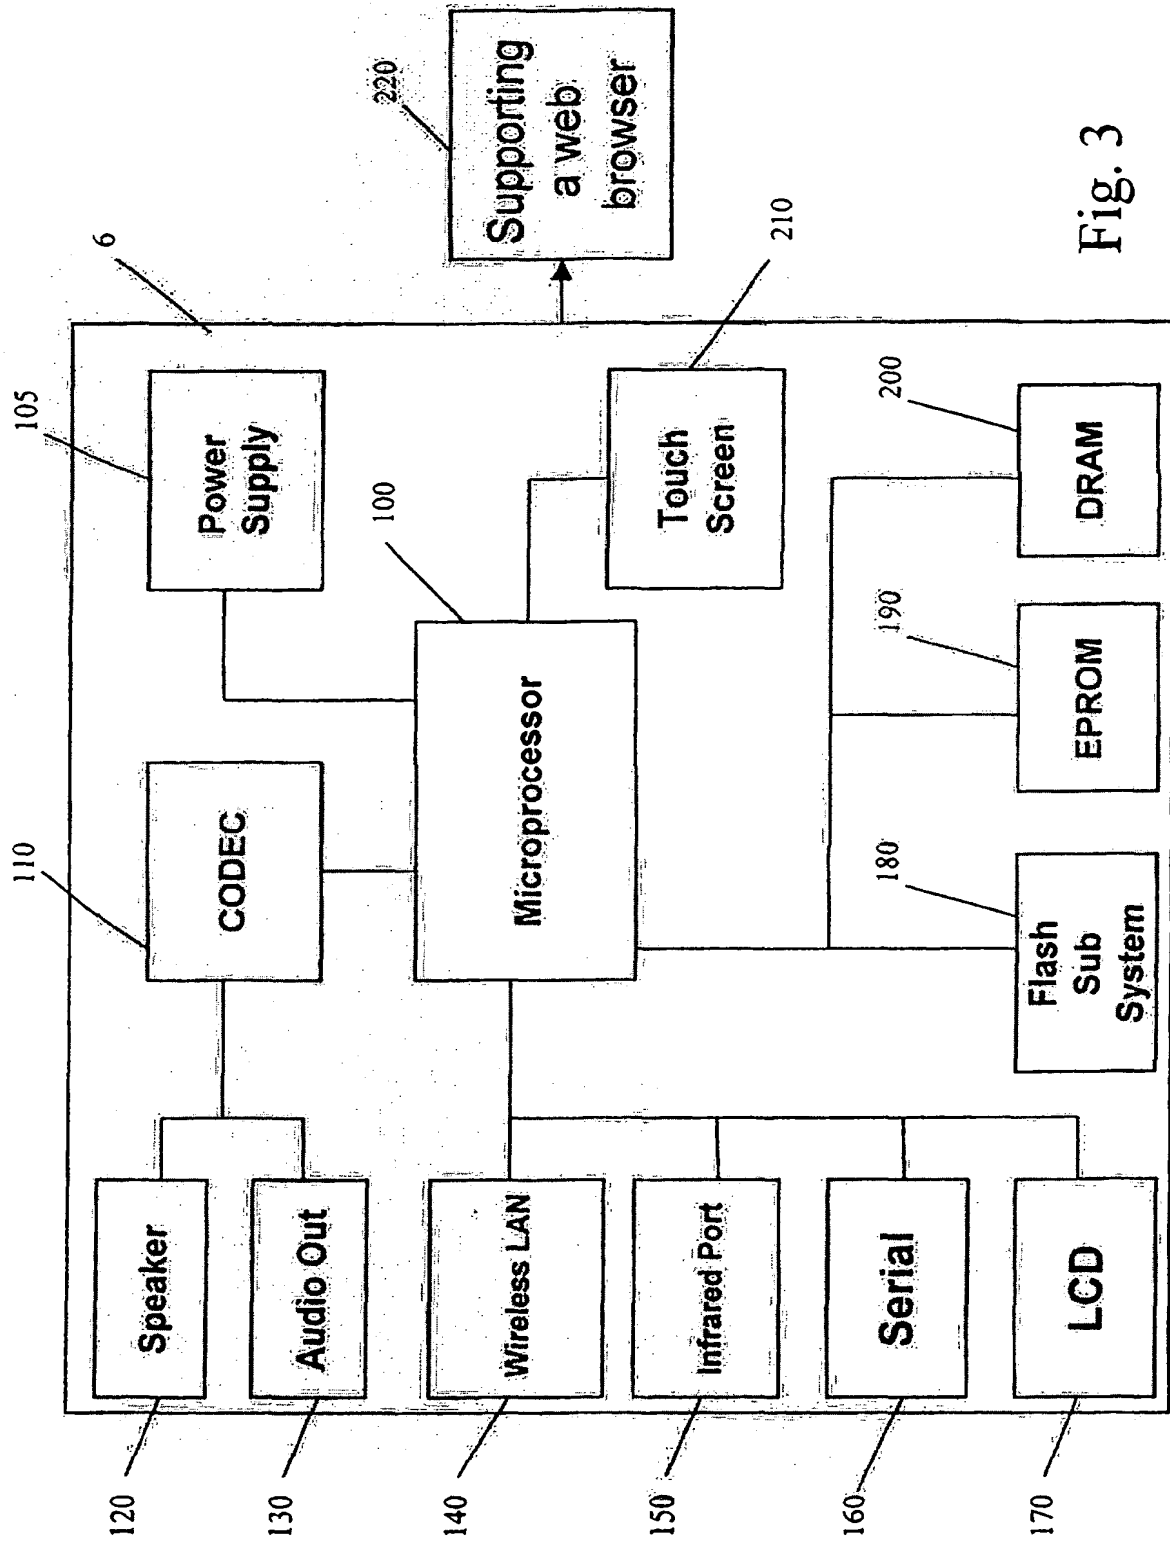 120
Speaker
130
Audio Out
140
Wireless LAN
150
Infrared Port
160
Serial
170
LCD
110
CODEC
105
Power
Supply
6
100
Microprocessor
210
Touch
Screen
180
Flash
Sub
System
190
EPROM
200
DRAM
220
Supporting
a web
browser
Fig. 3